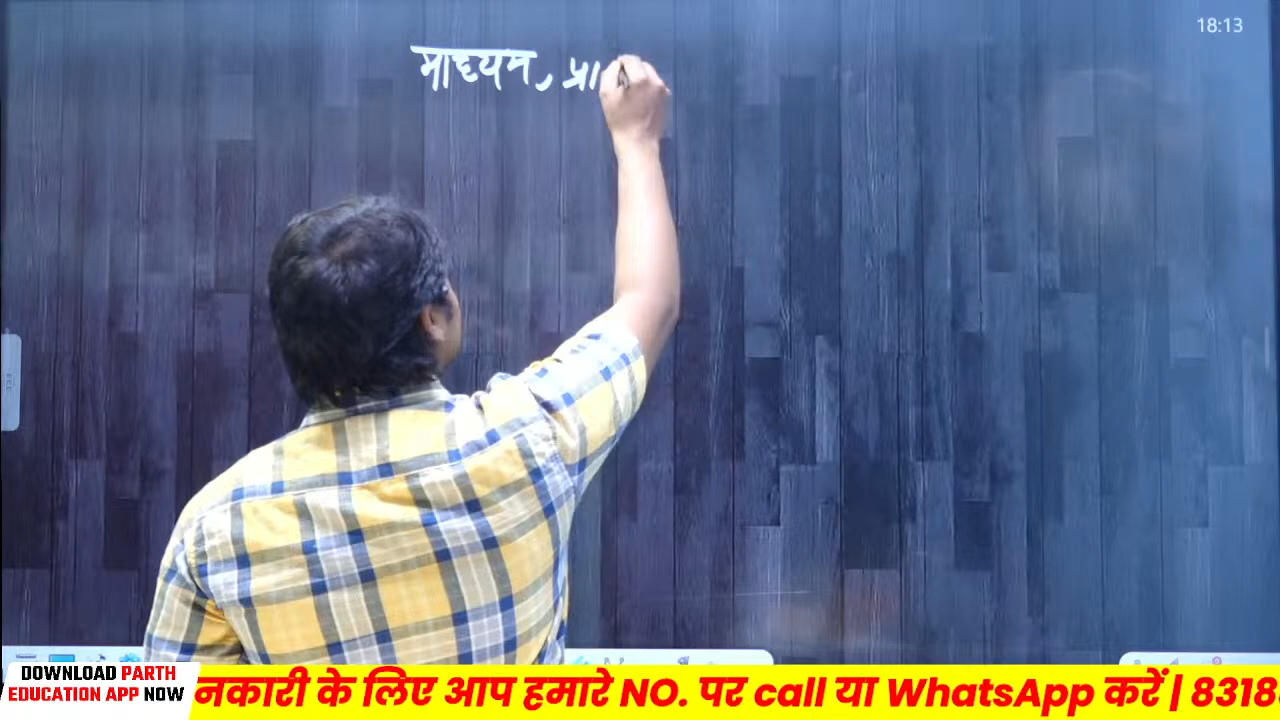 18:13
माध्यम, प्रा
DOWNLOAD PARTH
EDUCATION APP NOW
नकारी के लिए आप हमारे NO. पर call या WhatsApp करें | 8318